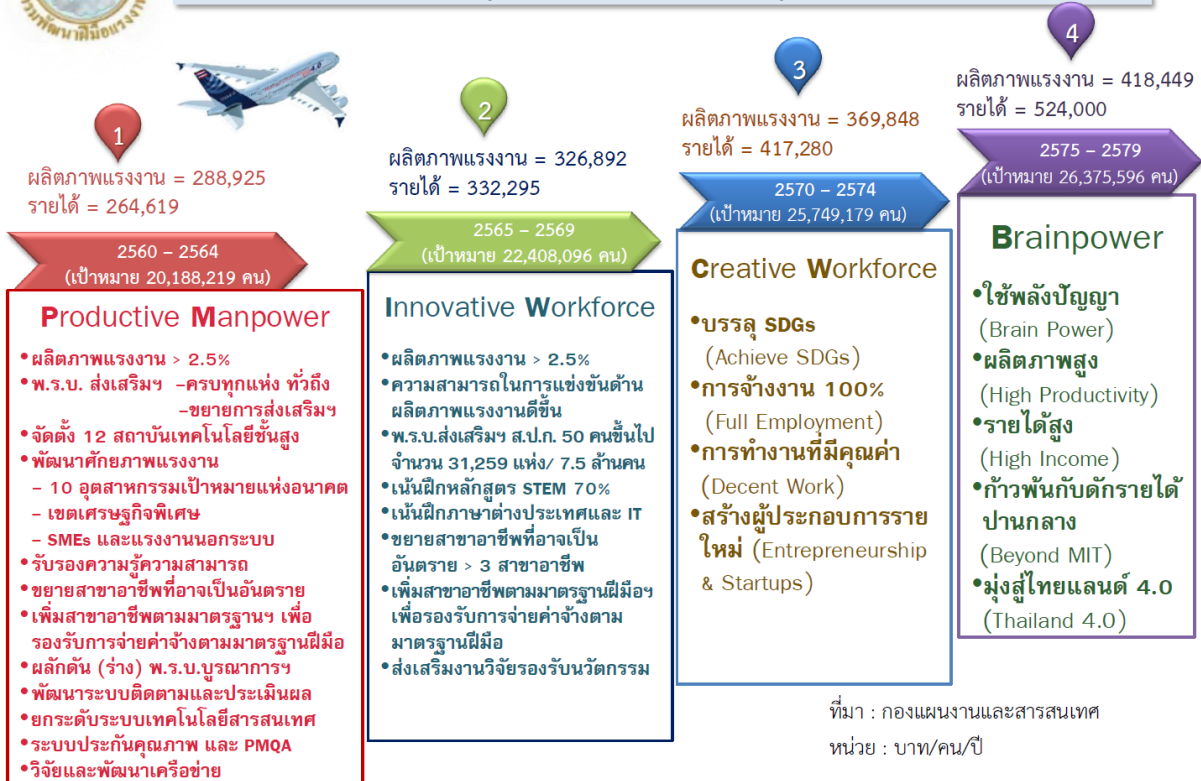 กรมพัฒนาฝีมือแรงงาน
1
ผลิตภาพแรงงาน = 288,925
รายได้ = 264,619
2560 – 2564
(เป้าหมาย 20,188,219 คน)
Productive Manpower
•ผลิตภาพแรงงาน > 2.5%
•พ.ร.บ. ส่งเสริมฯ –ครบทุกแห่ง ทั่วถึง
–ขยายการส่งเสริมฯ
•จัดตั้ง 12 สถาบันเทคโนโลยีชั้นสูง
•พัฒนาศักยภาพแรงงาน
– 10 อุตสาหกรรมเป้าหมายแห่งอนาคต
– เขตเศรษฐกิจพิเศษ
– SMEs และแรงงานนอกระบบ
•รับรองความรู้ความสามารถ
•ขยายสาขาอาชีพที่อาจเป็นอันตราย
•เพิ่มสาขาอาชีพตามมาตรฐานฯ เพื่อ
รองรับการจ่ายค่าจ้างตามมาตรฐานฝีมือ
•ผลักดัน (ร่าง) พ.ร.บ.บูรณาการฯ
•พัฒนาระบบติดตามและประเมินผล
•ยกระดับระบบเทคโนโลยีสารสนเทศ
•ระบบประกันคุณภาพ และ PMQA
•วิจัยและพัฒนาเครือข่าย
2
ผลิตภาพแรงงาน = 326,892
รายได้ = 332,295
2565 – 2569
(เป้าหมาย 22,408,096 คน)
Innovative Workforce
•ผลิตภาพแรงงาน > 2.5%
•ความสามารถในการแข่งขันด้าน
ผลิตภาพแรงงานดีขึ้น
•พ.ร.บ.ส่งเสริมฯ ส.ป.ก. 50 คนขึ้นไป
จำนวน 31,259 แห่ง/ 7.5 ล้านคน
•เน้นฝึกหลักสูตร STEM 70%
•เน้นฝึกภาษาต่างประเทศและ IT
•ขยายสาขาอาชีพที่อาจเป็น
อันตราย > 3 สาขาอาชีพ
•เพิ่มสาขาอาชีพตามมาตรฐานฝีมือฯ
เพื่อรองรับการจ่ายค่าจ้างตาม
มาตรฐานฝีมือ
•ส่งเสริมงานวิจัยรองรับนวัตกรรม
3
ผลิตภาพแรงงาน = 369,848
รายได้ = 417,280
2570 – 2574
(เป้าหมาย 25,749,179 คน)
Creative Workforce
•บรรลุ SDGs
(Achieve SDGs)
•การจ้างงาน 100%
(Full Employment)
•การทำงานที่มีคุณค่า
(Decent Work)
•สร้างผู้ประกอบการราย
ใหม่ (Entrepreneurship
& Startups)
4
ผลิตภาพแรงงาน = 418,449
รายได้ = 524,000
2575 – 2579
(เป้าหมาย 26,375,596 คน)
Brainpower
•ใช้พลังปัญญา
(Brain Power)
•ผลิตภาพสูง
(High Productivity)
•รายได้สูง
(High Income)
•ก้าวพ้นกับดักรายได้
ปานกลาง
(Beyond MIT)
•มุ่งสู่ไทยแลนด์ 4.0
(Thailand 4.0)
ที่มา : กองแผนงานและสารสนเทศ
หน่วย : บาท/คน/ปี